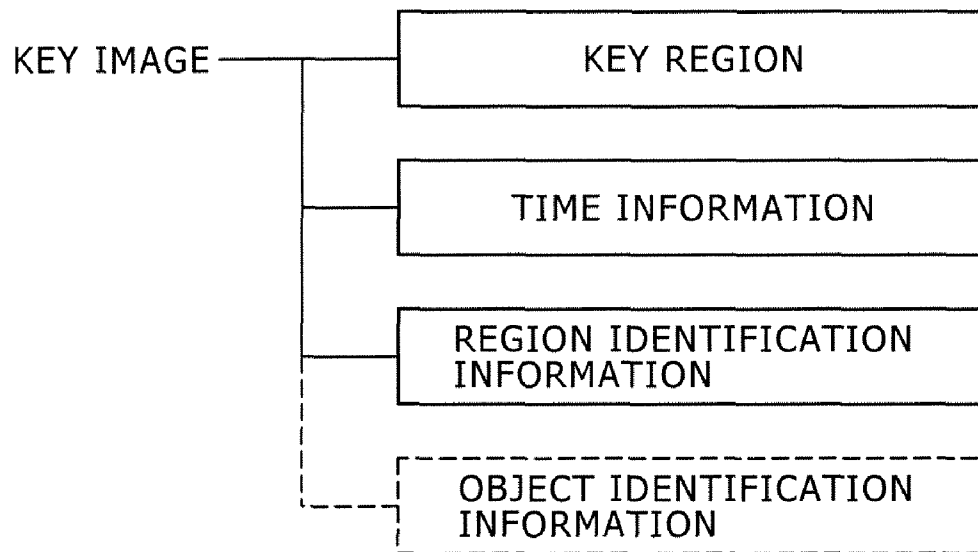 KEY IMAGE
KEY REGION
TIME INFORMATION
REGION IDENTIFICATION
INFORMATION
OBJECT IDENTIFICATION
INFORMATION